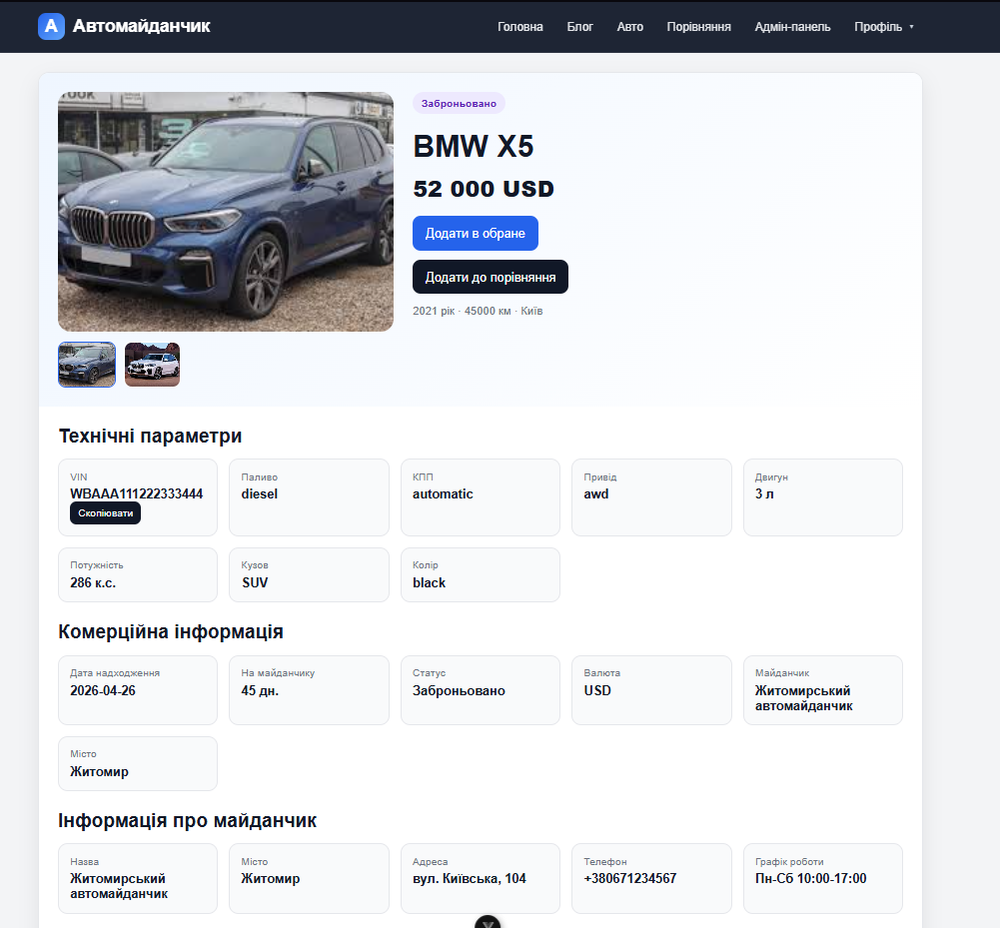 A Автомайданчик
Головна Блог Авто Порівняння Адмін-панель Профіль
Заброньовано
BMW X5
52 000 USD
Додати в обране
Додати до порівняння
2021 рік · 45000 км · Київ
Технічні параметри
VIN
WBAAA111222333444
Скопіювати
Паливо
diesel
КПП
automatic
Привід
awd
Двигун
3 л
Потужність
286 к.с.
Кузов
SUV
Колір
black
Комерційна інформація
Дата надходження
2026-04-26
На майданчику
45 дн.
Статус
Заброньовано
Валюта
USD
Майданчик
Житомирський
автомайданчик
Місто
Житомир
Інформація про майданчик
Назва
Житомирський
автомайданчик
Місто
Житомир
Адреса
вул. Київська, 104
Телефон
+380671234567
Графік роботи
Пн-Сб 10:00-17:00